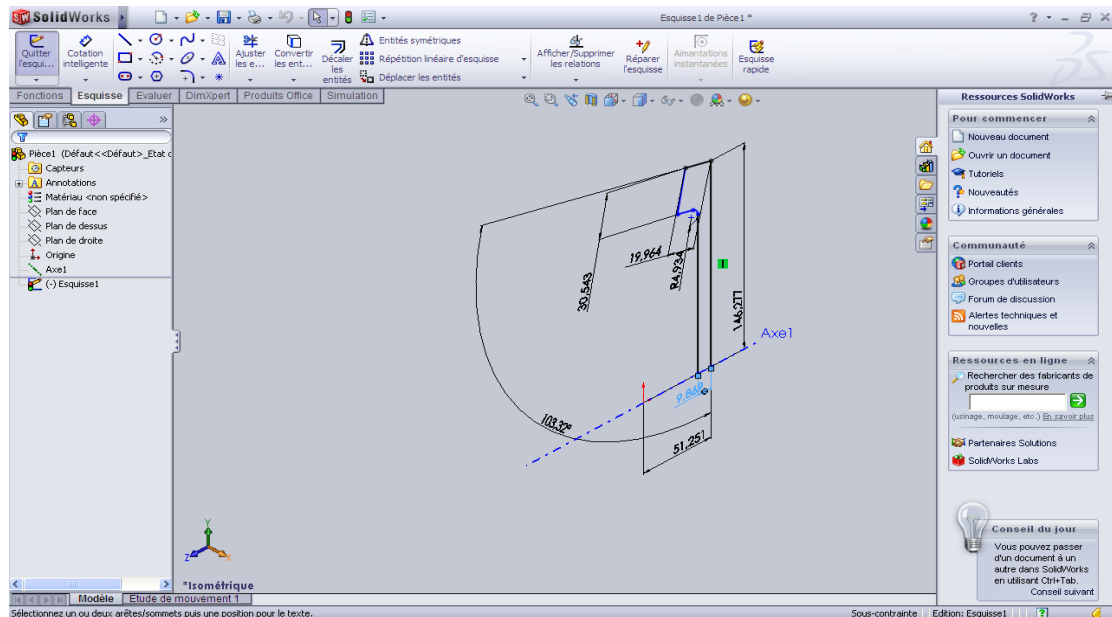 SolidWorks
Esquisse1 de Pièce1 *
Quitter l'esqui...
Cotation intelligente
Ajuster les e...
Convertir les ent...
Décaler les entités
Entités symétriques
Répétition linéaire d'esquisse
Déplacer les entités
Afficher/Supprimer les relations
Réparer l'esquisse
Aimantations instantanées
Esquisse rapide
Fonctions Esquisse Evaluer DimXpert Produits Office Simulation
Pièce1 (Défaut<<Défaut>_Etat d
Capteurs
Annotations
Matériau <non spécifié>
Plan de face
Plan de dessus
Plan de droite
Origine
Axe1
(-) Esquisse1
19,964
30,543
R4,934
146,277
Axe1
9,868
103,32°
51,251
Y
Z
X
*Isométrique
Ressources SolidWorks
Pour commencer
Nouveau document
Ouvrir un document
Tutoriels
Nouveautés
Informations générales
Communauté
Portail clients
Groupes d'utilisateurs
Forum de discussion
Alertes techniques et
nouvelles
Ressources en ligne
Rechercher des fabricants de
produits sur mesure
(usinage, moulage, etc.) En savoir plus
Partenaires Solutions
SolidWorks Labs
Conseil du jour
Vous pouvez passer
d'un document à un
autre dans SolidWorks
en utilisant Ctrl+Tab.
Conseil suivant
Modèle Etude de mouvement 1
Sélectionnez un ou deux arêtes/sommets puis une position pour le texte.
Sous-contrainte Edition: Esquisse1